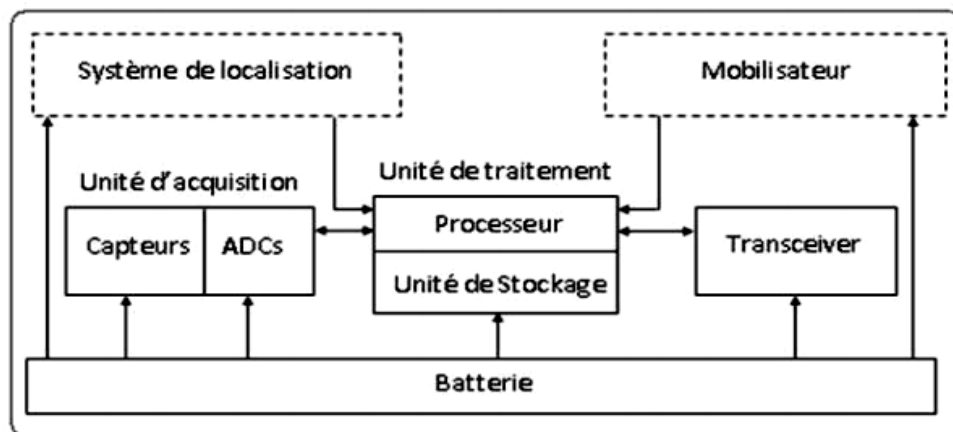 Système de localisation
Mobilisateur
Unité d'acquisition
Unité de traitement
Capteurs
ADCs
Processeur
Unité de Stockage
Transceiver
Batterie